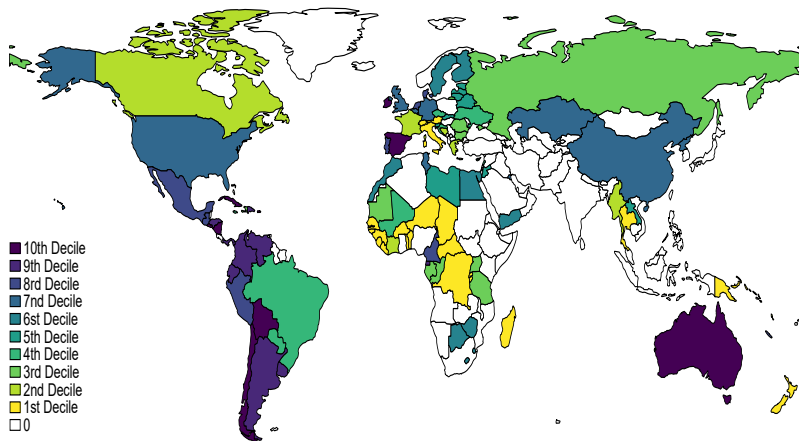 10th Decile
9th Decile
8rd Decile
7nd Decile
6st Decile
5th Decile
4th Decile
3rd Decile
2nd Decile
1st Decile
0